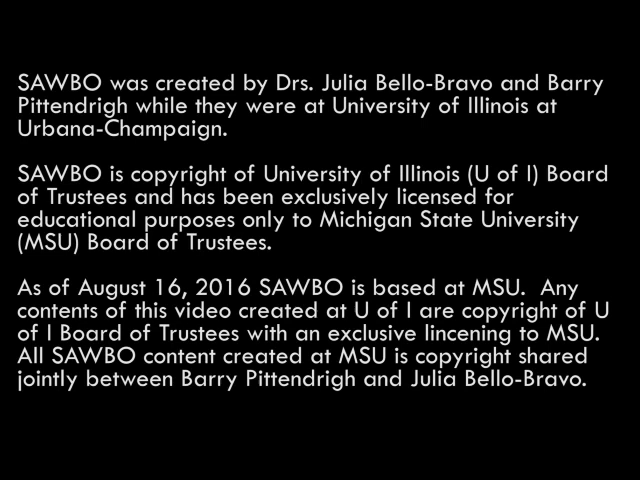 SAWBO was created by Drs. Julia Bello-Bravo and Barry
Pittendrigh while they were at University of Illinois at
Urbana-Champaign.
SAWBO is copyright of University of Illinois (U of I) Board
of Trustees and has been exclusively licensed for
educational purposes only to Michigan State University
(MSU) Board of Trustees.
As of August 16, 2016 SAWBO is based at MSU.  Any
contents of this video created at U of I are copyright of U
of I Board of Trustees with an exclusive lincening to MSU.
All SAWBO content created at MSU is copyright shared
jointly between Barry Pittendrigh and Julia Bello-Bravo.